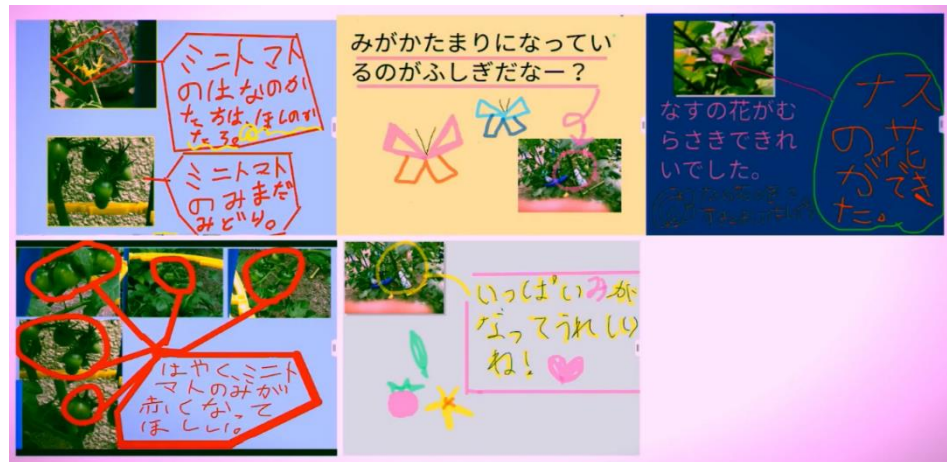 ミニトマト
のはなのか
た方は、ほしのか
たろ。
ミニトマト
のみまだ
みどり。
みがかたまりになってい
るのがふしぎだなー?
なすの花がむ
らさきできれ
いでした。
ナス
の花
ができ
た。
はやく、ミニト
マトのみが
赤くなって
ほしい。
いっぱいみが
なってうれしい
ね!